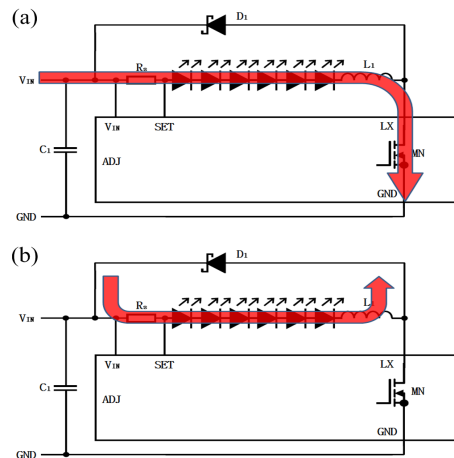 (a)
D1
VIN
Rs
L1
VIN
SET
LX
C1
ADJ
MN
GND
GND
(b)
D1
VIN
Rs
L1
VIN
SET
LX
C1
ADJ
MN
GND
GND